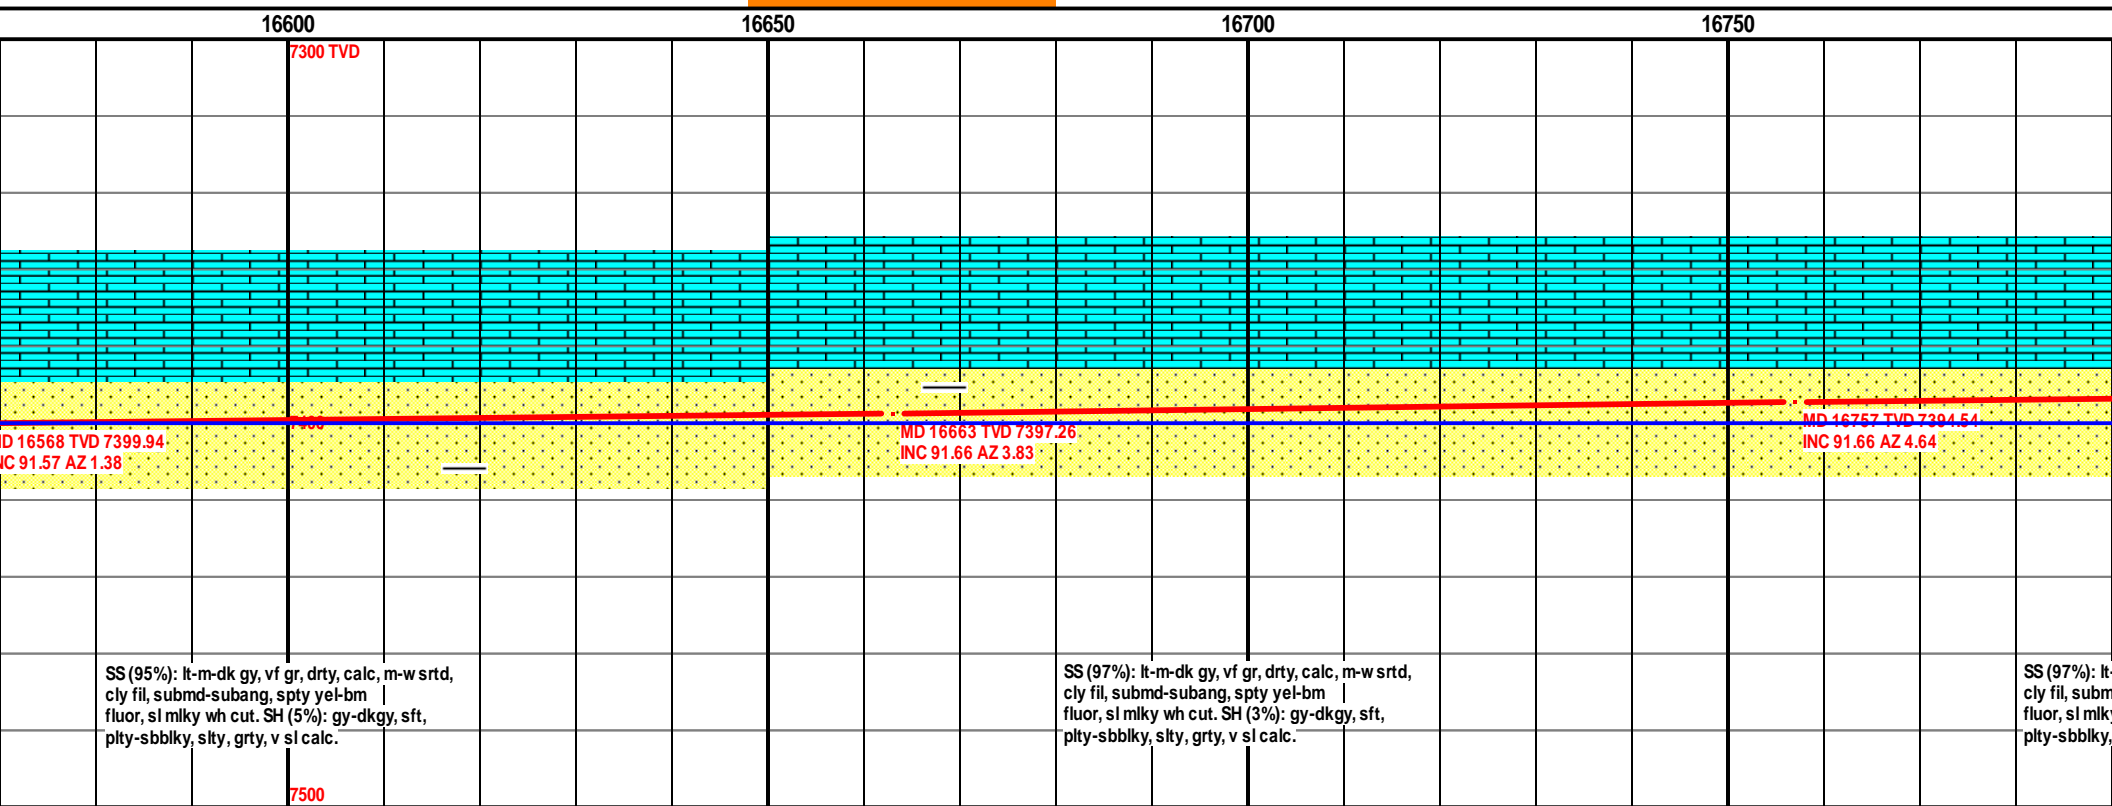 16600 16650 16700 16750
7300 TVD
7400
MD 16568 TVD 7399.94
INC 91.57 AZ 1.38
MD 16663 TVD 7397.26
INC 91.66 AZ 3.83
MD 16757 TVD 7394.54
INC 91.66 AZ 4.64
SS (95%): lt-m-dk gy, vf gr, drty, calc, m-w srtd,
cly fil, submd-subang, spty yel-bm
fluor, sl mlky wh cut. SH (5%): gy-dkgy, sft,
plty-sbblky, slty, grty, v sl calc.
SS (97%): lt-m-dk gy, vf gr, drty, calc, m-w srtd,
cly fil, submd-subang, spty yel-bm
fluor, sl mlky wh cut. SH (3%): gy-dkgy, sft,
plty-sbblky, slty, grty, v sl calc.
SS (97%): lt-
cly fil, subm
fluor, sl mlky
plty-sbblky,
7500